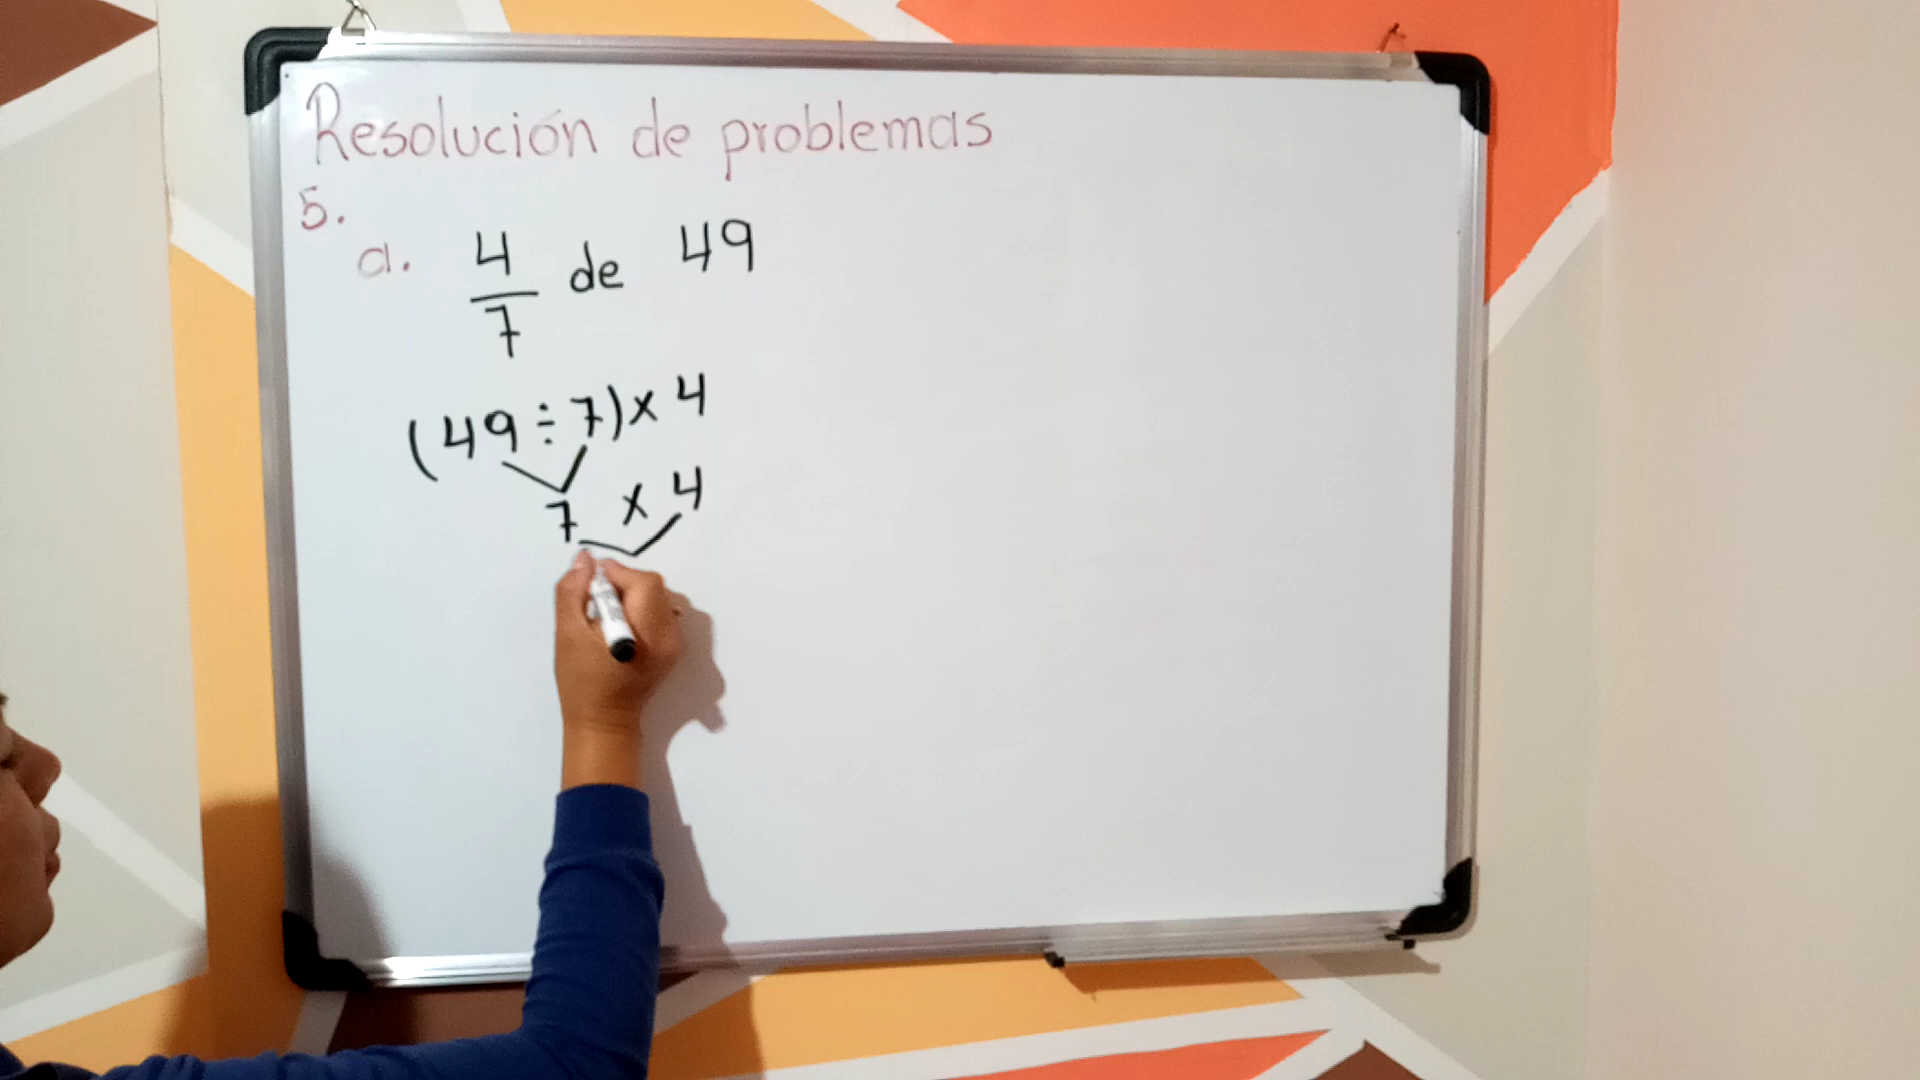 Resolución de problemas
5.
a. 4/7 de 49
(49 ÷ 7) x 4
7 x 4